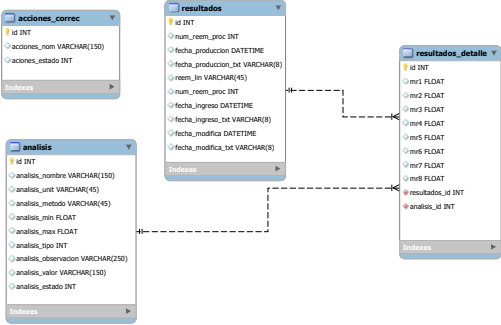 acciones_correc
id INT
acciones_nom VARCHAR(150)
aciones_estado INT
Indexes
resultados
id INT
num_reem_proc INT
fecha_produccion DATETIME
fecha_produccion_txt VARCHAR(8)
reem_lin VARCHAR(45)
num_reem_proc INT
fecha_ingreso DATETIME
fecha_ingreso_txt VARCHAR(8)
fecha_modifica DATETIME
fecha_modifica_txt VARCHAR(8)
Indexes
resultados_detalle
id INT
mr1 FLOAT
mr2 FLOAT
mr3 FLOAT
mr4 FLOAT
mr5 FLOAT
mr6 FLOAT
mr7 FLOAT
mr8 FLOAT
resultados_id INT
analisis_id INT
Indexes
analisis
id INT
analisis_nombre VARCHAR(150)
analisis_unit VARCHAR(45)
analisis_metodo VARCHAR(45)
analisis_min FLOAT
analisis_max FLOAT
analisis_tipo INT
analisis_observacion VARCHAR(250)
analisis_valor VARCHAR(150)
analisis_estado INT
Indexes